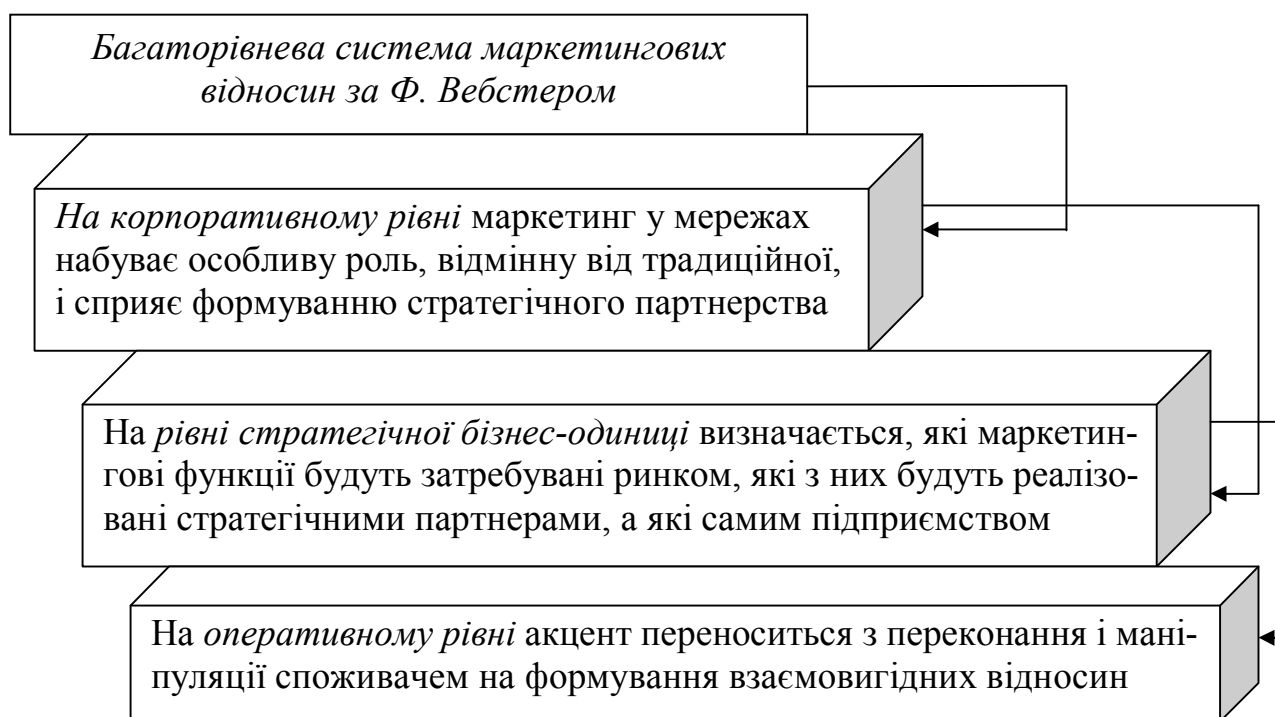 Багаторівнева система маркетингових
відносин за Ф. Вебстером
На корпоративному рівні маркетинг у мережах
набуває особливу роль, відмінну від традиційної,
і сприяє формуванню стратегічного партнерства
На рівні стратегічної бізнес-одиниці визначається, які маркетин-
гові функції будуть затребувані ринком, які з них будуть реалізо-
вані стратегічними партнерами, а які самим підприємством
На оперативному рівні акцент переноситься з переконання і мані-
пуляції споживачем на формування взаємовигідних відносин